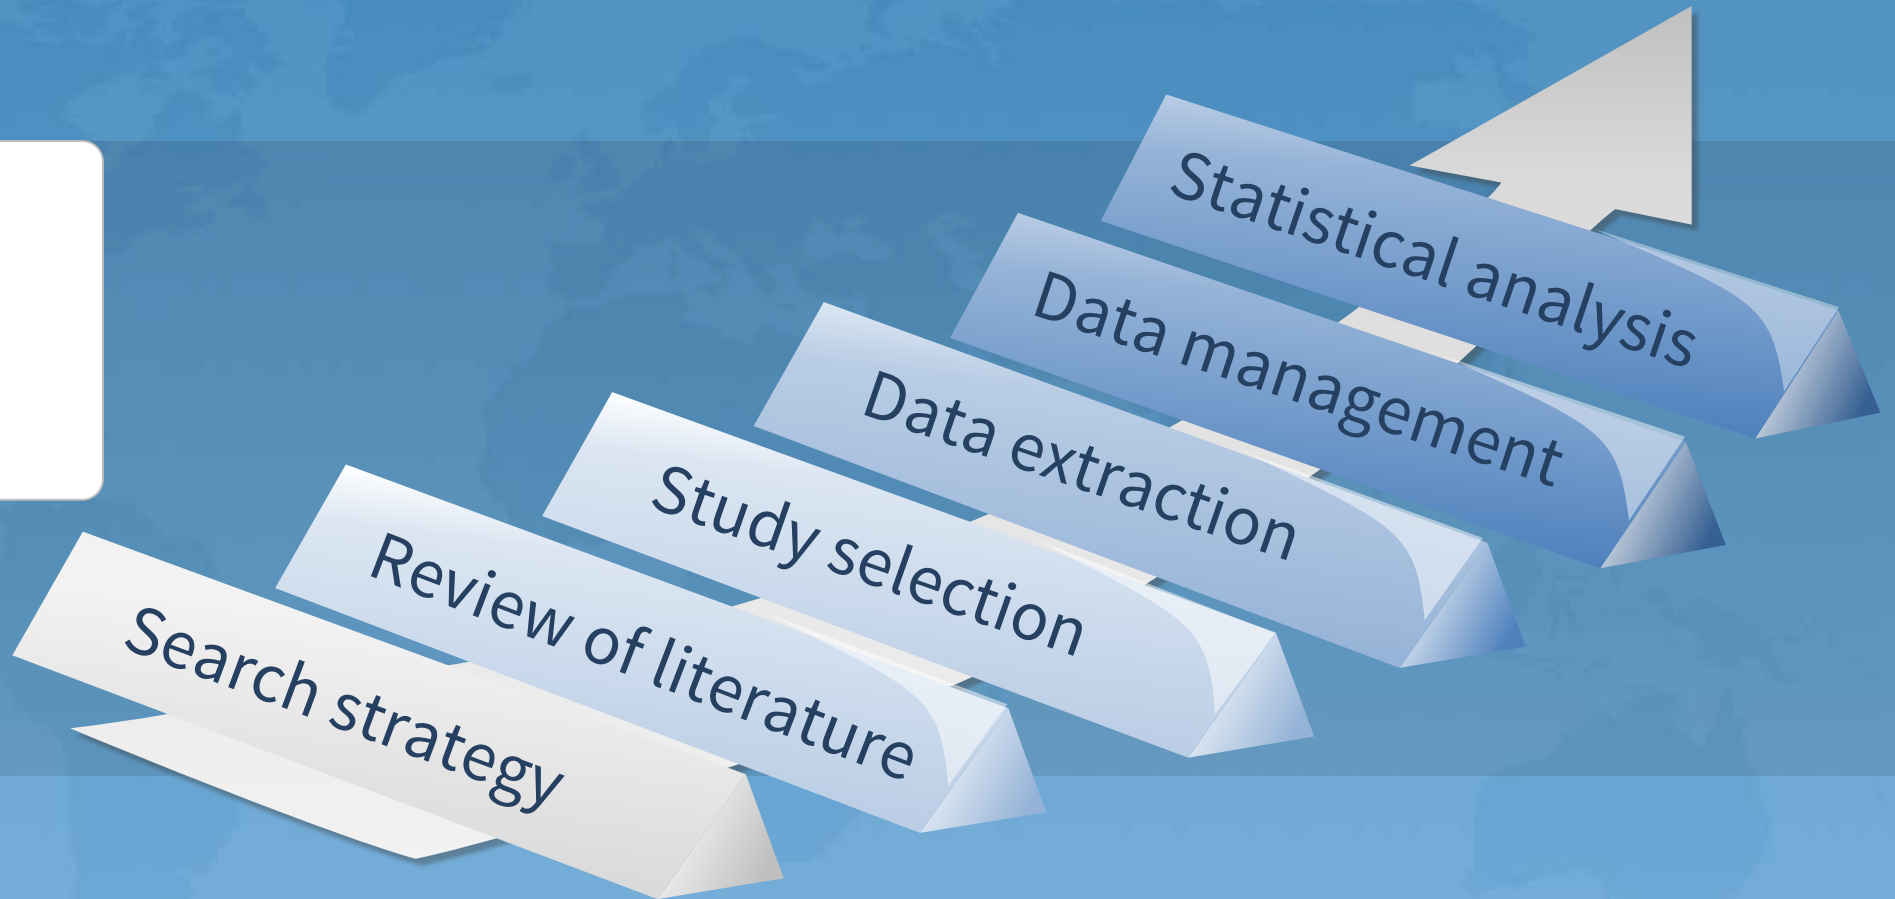 Statistical analysis
Data management
Data extraction
Study selection
Review of literature
Search strategy